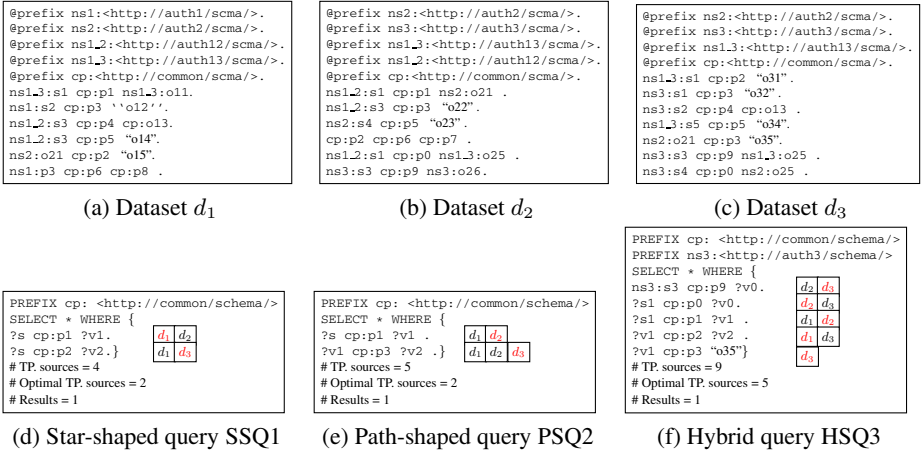 @prefix ns1:<http://auth1/scma/>.
@prefix ns2:<http://auth2/scma/>.
@prefix ns1_2:<http://auth12/scma/>.
@prefix ns1_3:<http://auth13/scma/>.
@prefix cp:<http://common/scma/>.
ns1_3:s1 cp:p1 ns1_3:o11.
ns1:s2 cp:p3 ‘‘o12’’.
ns1_2:s3 cp:p4 cp:o13.
ns1_2:s3 cp:p5 “o14”.
ns2:o21 cp:p2 “o15”.
ns1:p3 cp:p6 cp:p8 .
(a) Dataset d1
@prefix ns2:<http://auth2/scma/>.
@prefix ns3:<http://auth3/scma/>.
@prefix ns1_3:<http://auth13/scma/>.
@prefix ns1_2:<http://auth12/scma/>.
@prefix cp:<http://common/scma/>.
ns1_2:s1 cp:p1 ns2:o21 .
ns1_2:s3 cp:p3 “o22” .
ns2:s4 cp:p5 “o23” .
cp:p2 cp:p6 cp:p7 .
ns1_2:s1 cp:p0 ns1_3:o25 .
ns3:s3 cp:p9 ns3:o26.
(b) Dataset d2
@prefix ns2:<http://auth2/scma/>.
@prefix ns3:<http://auth3/scma/>.
@prefix ns1_3:<http://auth13/scma/>.
@prefix cp:<http://common/scma/>.
ns1_3:s1 cp:p2 “o31” .
ns3:s1 cp:p3 “o32”.
ns3:s2 cp:p4 cp:o13 .
ns1_3:s5 cp:p5 “o34”.
ns2:o21 cp:p3 “o35”.
ns3:s3 cp:p9 ns1_3:o25 .
ns3:s4 cp:p0 ns2:o25 .
(c) Dataset d3
PREFIX cp: <http://common/schema/>
SELECT * WHERE {
?s cp:p1 ?v1. d1 d2
?s cp:p2 ?v2.} d1 d3
# TP. sources = 4
# Optimal TP. sources = 2
# Results = 1
(d) Star-shaped query SSQ1
PREFIX cp: <http://common/schema/>
SELECT * WHERE {
?s cp:p1 ?v1 . d1 d2
?v1 cp:p3 ?v2 .} d1 d2 d3
# TP. sources = 5
# Optimal TP. sources = 2
# Results = 1
(e) Path-shaped query PSQ2
PREFIX cp: <http://common/schema/>
PREFIX ns3:<http://auth3/schema/>
SELECT * WHERE {
ns3:s3 cp:p9 ?v0. d2 d3
?s1 cp:p0 ?v0. d2 d3
?s1 cp:p1 ?v1 . d1 d2
?v1 cp:p2 ?v2 . d1 d3
?v1 cp:p3 “o35”} d3
# TP. sources = 9
# Optimal TP. sources = 5
# Results = 1
(f) Hybrid query HSQ3